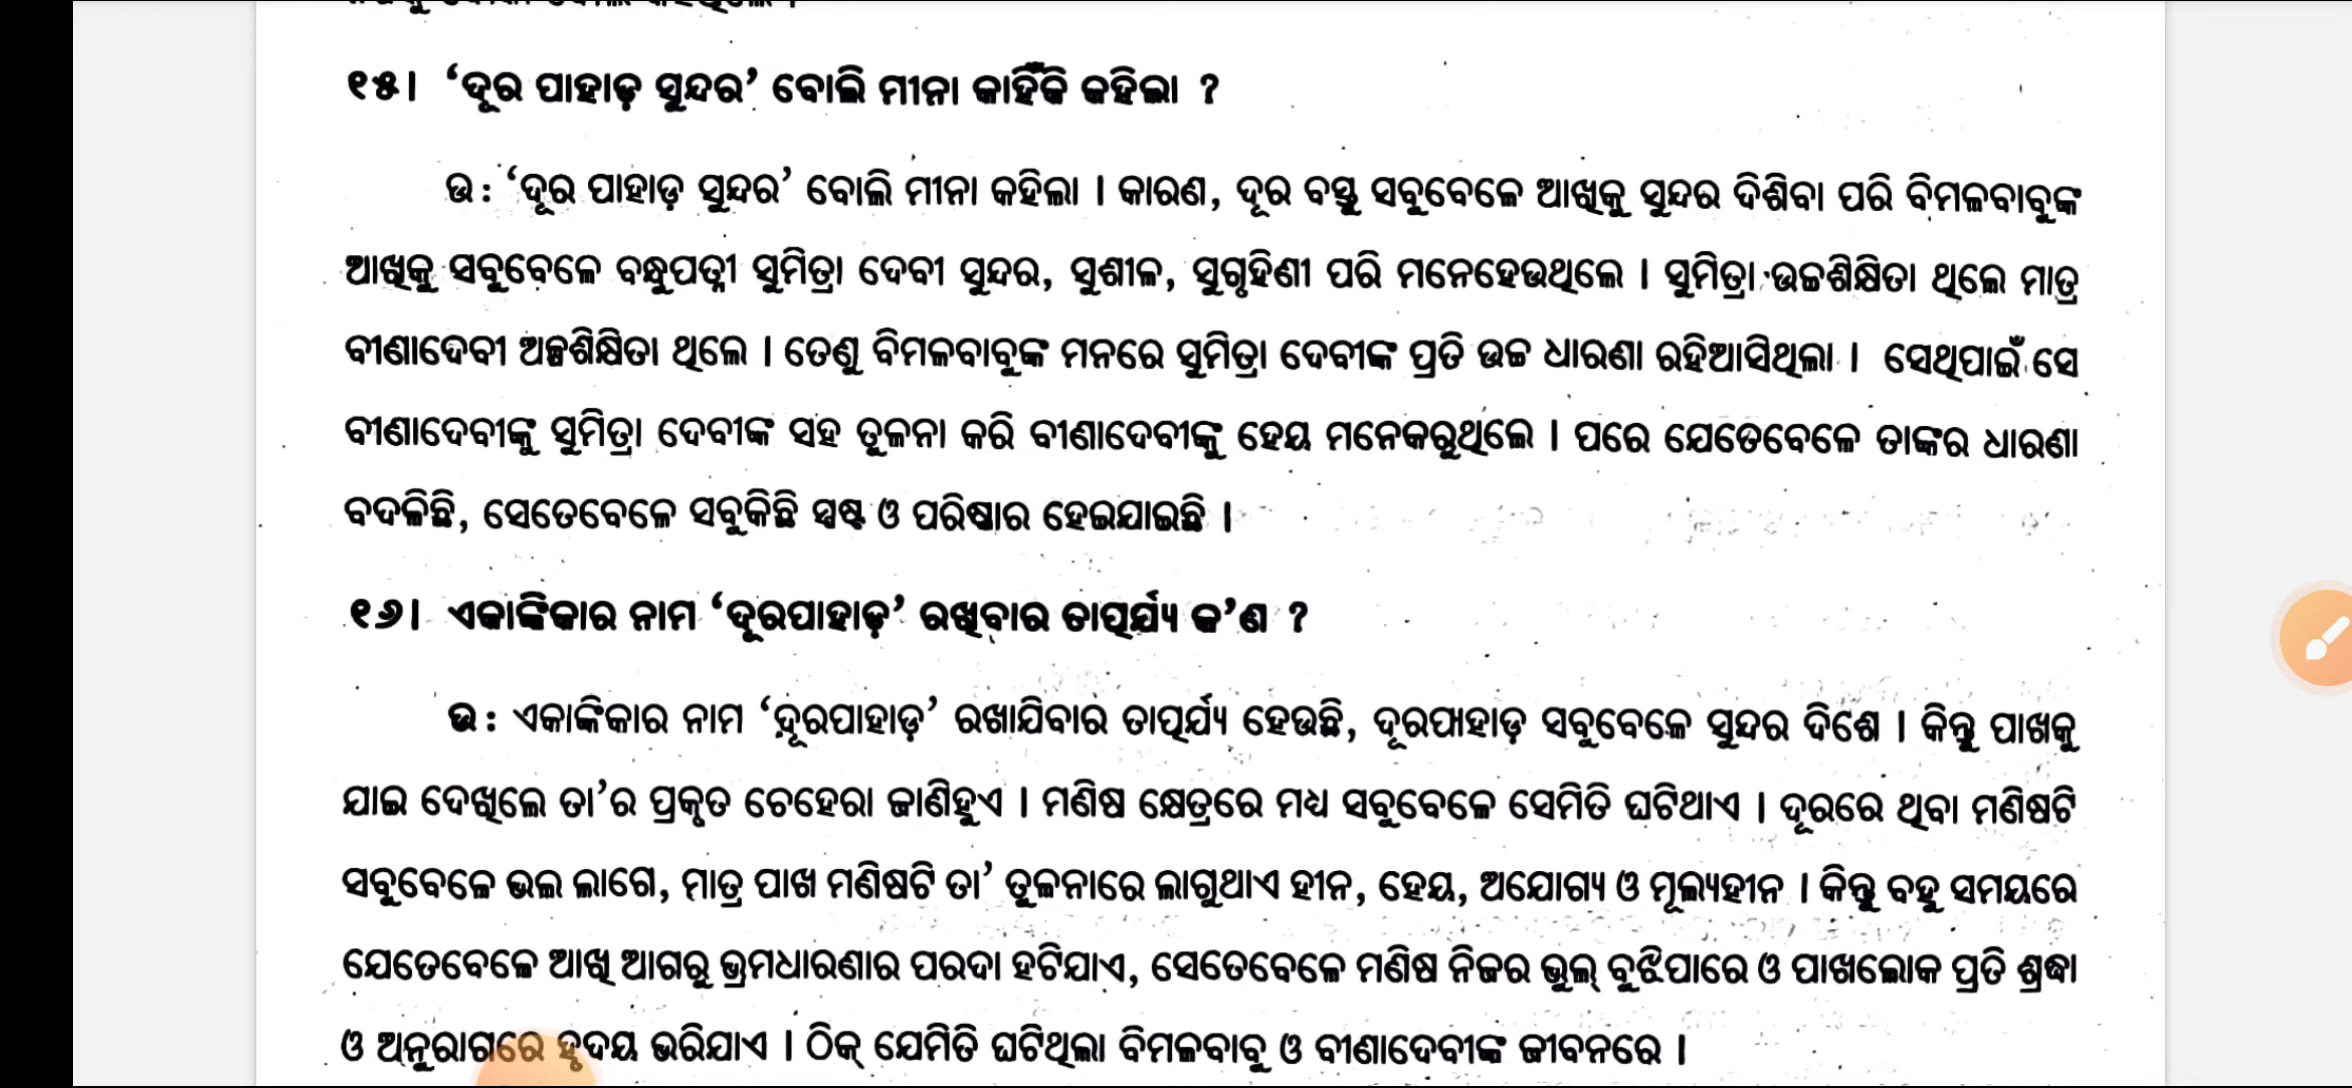 ୧୫। ‘ଦୂର ପାହାଡ଼ ସୁନ୍ଦର’ ବୋଲି ମୀନା କାହିଁକି କହିଲା ?
ଉ : ‘ଦୂର ପାହାଡ଼ ସୁନ୍ଦର’ ବୋଲି ମୀନା କହିଲା । କାରଣ, ଦୂର ବସ୍ତୁ ସବୁବେଳେ ଆଖିକୁ ସୁନ୍ଦର ଦିଶିବା ପରି ବିମଳବାବୁଙ୍କ
ଆଖିକୁ ସବୁବେଳେ ବନ୍ଧୁପତ୍ନୀ ସୁମିତ୍ରା ଦେବୀ ସୁନ୍ଦର, ସୁଶୀଳ, ସୁଗୃହିଣୀ ପରି ମନେହେଉଥିଲେ । ସୁମିତ୍ରା ଉଚ୍ଚଶିକ୍ଷିତା ଥିଲେ ମାତ୍ର
ବୀଣାଦେବୀ ଅଳ୍ପଶିକ୍ଷିତା ଥିଲେ । ତେଣୁ ବିମଳବାବୁଙ୍କ ମନରେ ସୁମିତ୍ରା ଦେବୀଙ୍କ ପ୍ରତି ଉଚ୍ଚ ଧାରଣା ରହିଆସିଥିଲା । ସେଥିପାଇଁ ସେ
ବୀଣାଦେବୀଙ୍କୁ ସୁମିତ୍ରା ଦେବୀଙ୍କ ସହ ତୁଳନା କରି ବୀଣାଦେବୀଙ୍କୁ ହେୟ ମନେକରୁଥିଲେ । ପରେ ଯେତେବେଳେ ତାଙ୍କର ଧାରଣା
ବଦଳିଛି, ସେତେବେଳେ ସବୁକିଛି ସ୍ପଷ୍ଟ ଓ ପରିଷ୍କାର ହେଇଯାଇଛି ।
୧୬। ଏକାଙ୍କିକାର ନାମ ‘ଦୂରପାହାଡ଼’ ରଖିବାର ତାତ୍ପର୍ଯ୍ୟ କ’ଣ ?
ଉ : ଏକାଙ୍କିକାର ନାମ ‘ଦୂରପାହାଡ଼’ ରଖାଯିବାର ତାତ୍ପର୍ଯ୍ୟ ହେଉଛି, ଦୂରପାହାଡ଼ ସବୁବେଳେ ସୁନ୍ଦର ଦିଶେ । କିନ୍ତୁ ପାଖକୁ
ଯାଇ ଦେଖିଲେ ତା’ର ପ୍ରକୃତ ଚେହେରା ଜାଣିହୁଏ । ମଣିଷ କ୍ଷେତ୍ରରେ ମଧ୍ୟ ସବୁବେଳେ ସେମିତି ଘଟିଥାଏ । ଦୂରରେ ଥିବା ମଣିଷଟି
ସବୁବେଳେ ଭଲ ଲାଗେ, ମାତ୍ର ପାଖ ମଣିଷଟି ତା’ ତୁଳନାରେ ଲାଗୁଥାଏ ହୀନ, ହେୟ, ଅଯୋଗ୍ୟ ଓ ମୂଲ୍ୟହୀନ । କିନ୍ତୁ ବହୁ ସମୟରେ
ଯେତେବେଳେ ଆଖି ଆଗରୁ ଭ୍ରମଧାରଣାର ପରଦା ହଟିଯାଏ, ସେତେବେଳେ ମଣିଷ ନିଜର ଭୁଲ୍ ବୁଝିପାରେ ଓ ପାଖଲୋକ ପ୍ରତି ଶ୍ରଦ୍ଧା
ଓ ଅନୁରାଗରେ ହୃଦୟ ଭରିଯାଏ । ଠିକ୍ ଯେମିତି ଘଟିଥିଲା ବିମଳବାବୁ ଓ ବୀଣାଦେବୀଙ୍କ ଜୀବନରେ ।